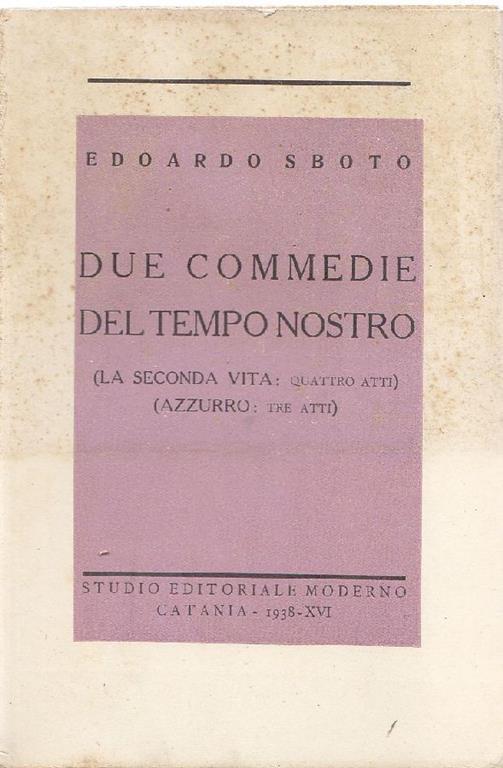 EDOARDO SBOTO
DUE COMMEDIE
DEL TEMPO NOSTRO
(LA SECONDA VITA: QUATTRO ATTI)
(AZZURRO: TRE ATTI)
STUDIO EDITORIALE MODERNO
CATANIA - 1938-XVI